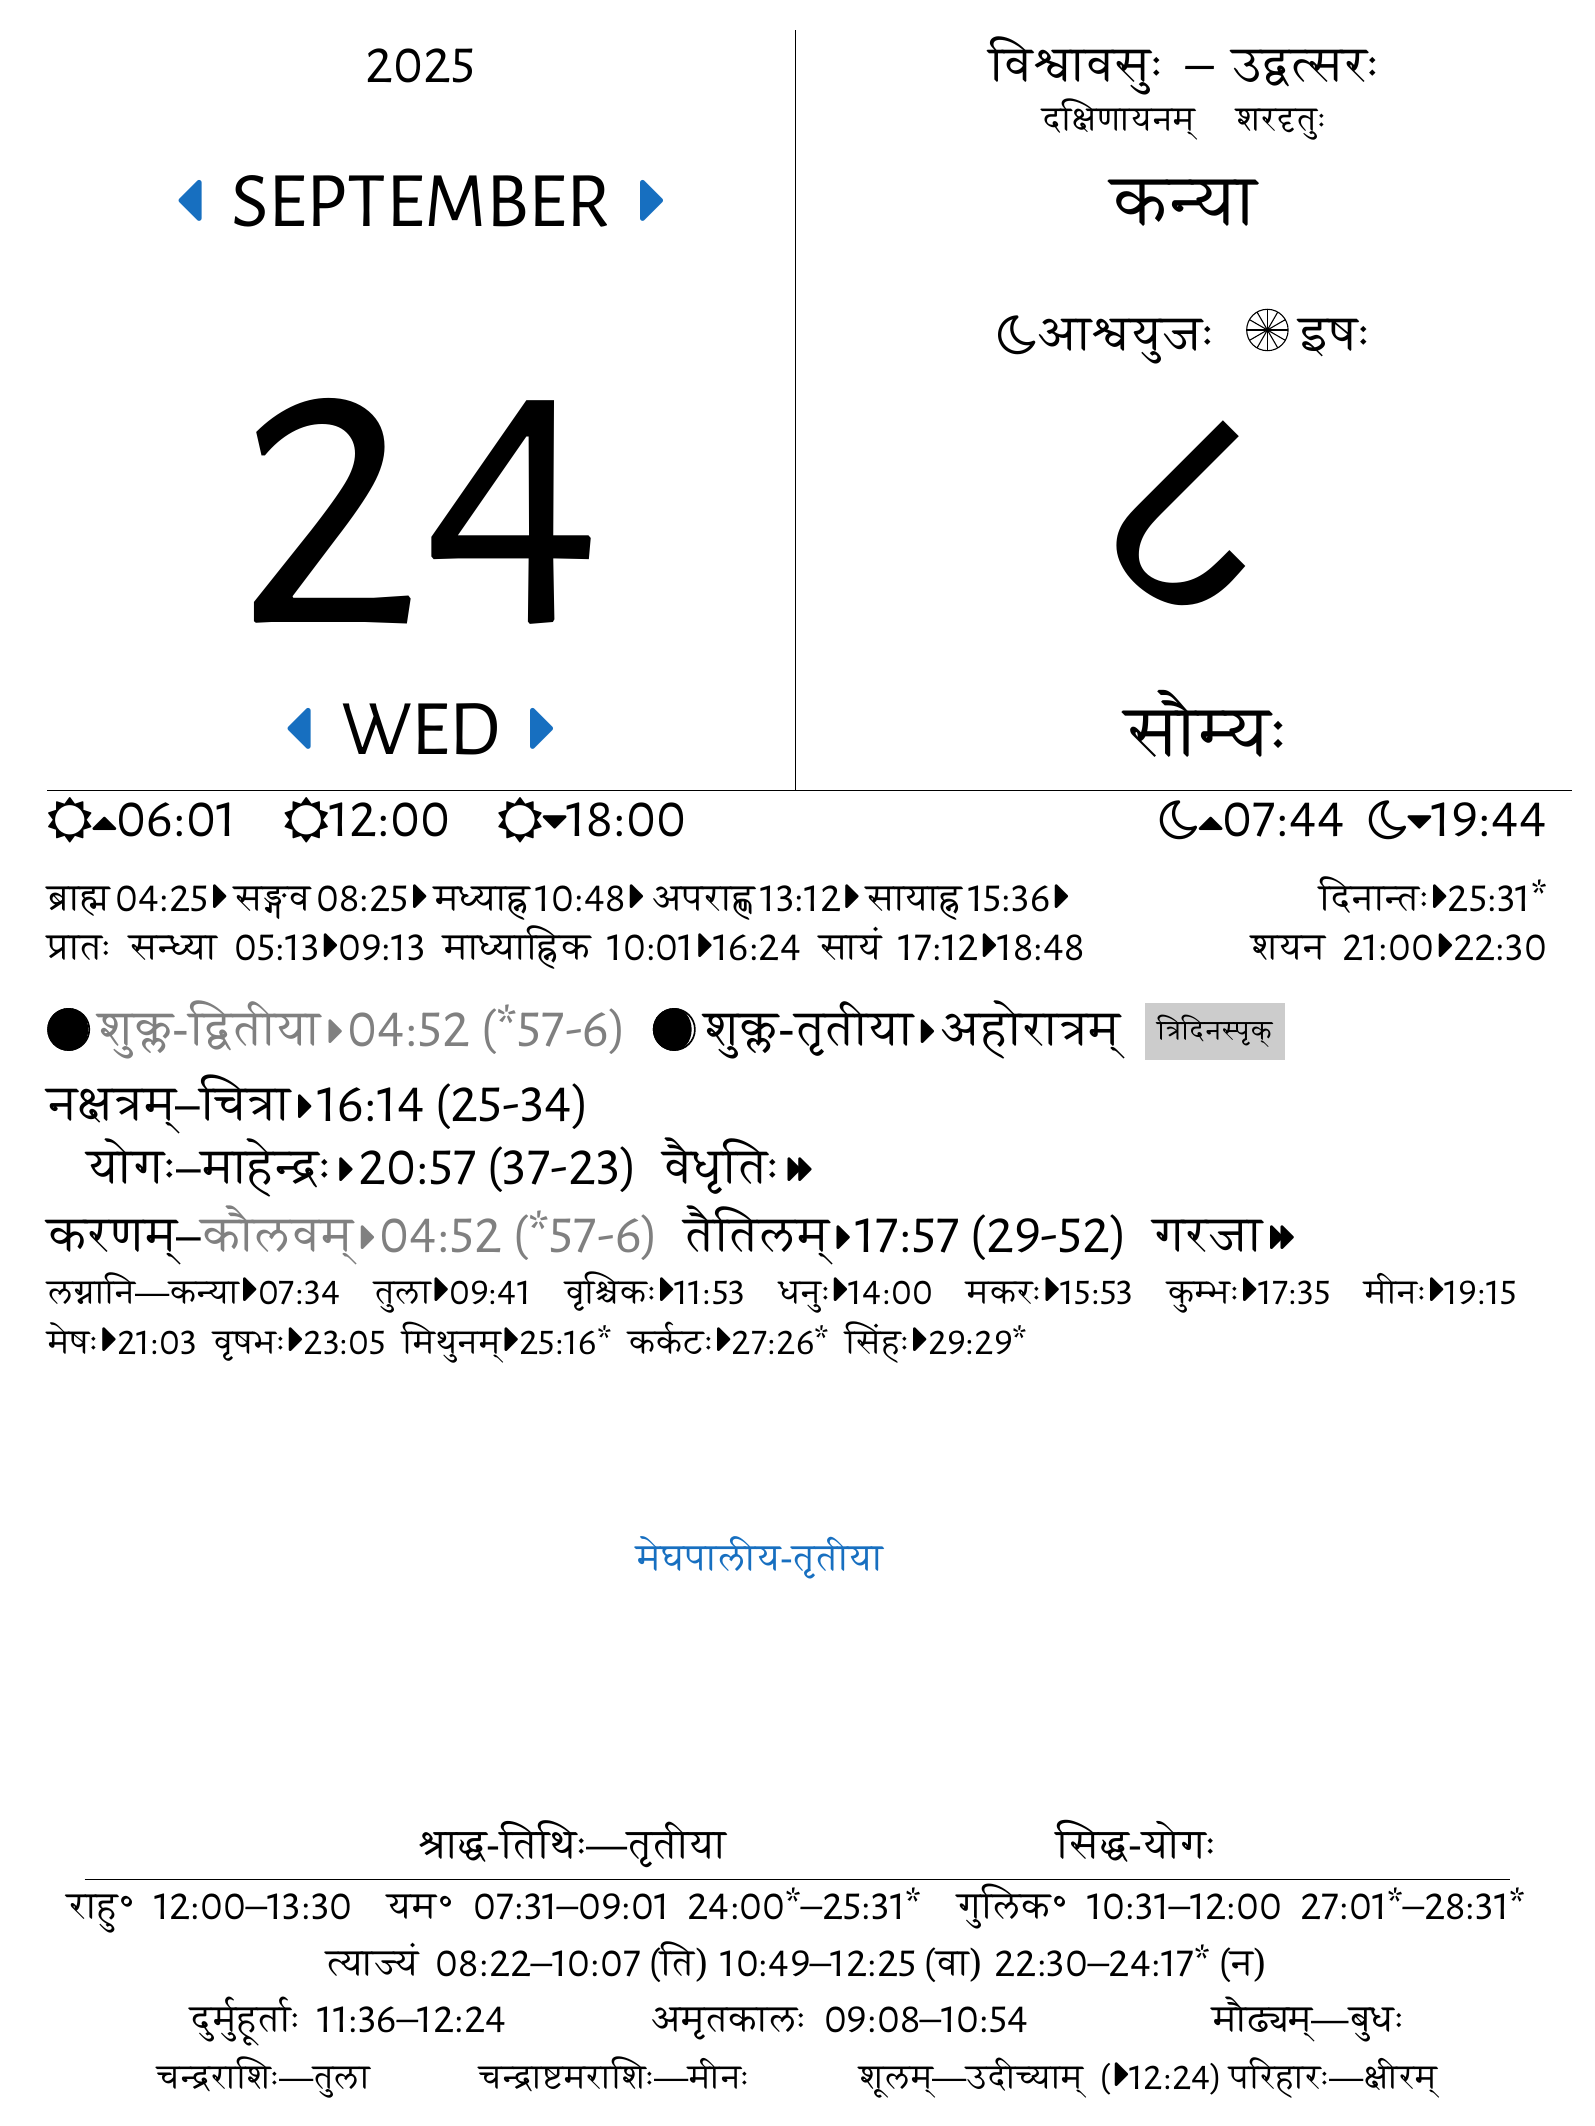 2025
SEPTEMBER
24
WED
विश्वावसुः – उद्वत्सरः
दक्षिणायनम् शरदृतुः
कन्या
आश्वयुजः इषः
८
सौम्यः
06:01 12:00 18:00 07:44 19:44
ब्राह्म 04:25 सङ्गव 08:25 मध्याह्न 10:48 अपराह्ण 13:12 सायाह्न 15:36 दिनान्तः 25:31*
प्रातः सन्ध्या 05:13 09:13 माध्याह्निक 10:01 16:24 सायं 17:12 18:48 शयन 21:00 22:30
शुक्ल-द्वितीया 04:52 (*57-6) शुक्ल-तृतीया अहोरात्रम् त्रिदिनस्पृक्
नक्षत्रम्–चित्रा 16:14 (25-34)
योगः–माहेन्द्रः 20:57 (37-23) वैधृतिः
करणम्–कौलवम् 04:52 (*57-6) तैतिलम् 17:57 (29-52) गरजा
लग्नानि—कन्या 07:34 तुला 09:41 वृश्चिकः 11:53 धनुः 14:00 मकरः 15:53 कुम्भः 17:35 मीनः 19:15
मेषः 21:03 वृषभः 23:05 मिथुनम् 25:16* कर्कटः 27:26* सिंहः 29:29*
मेघपालीय-तृतीया
श्राद्ध-तिथिः—तृतीया सिद्ध-योगः
राहु॰ 12:00–13:30 यम॰ 07:31–09:01 24:00*–25:31* गुलिक॰ 10:31–12:00 27:01*–28:31*
त्याज्यं 08:22–10:07 (ति) 10:49–12:25 (वा) 22:30–24:17* (न)
दुर्मुहूर्ताः 11:36–12:24 अमृतकालः 09:08–10:54 मौढ्यम्—बुधः
चन्द्रराशिः—तुला चन्द्राष्टमराशिः—मीनः शूलम्—उदीच्याम् (12:24) परिहारः—क्षीरम्